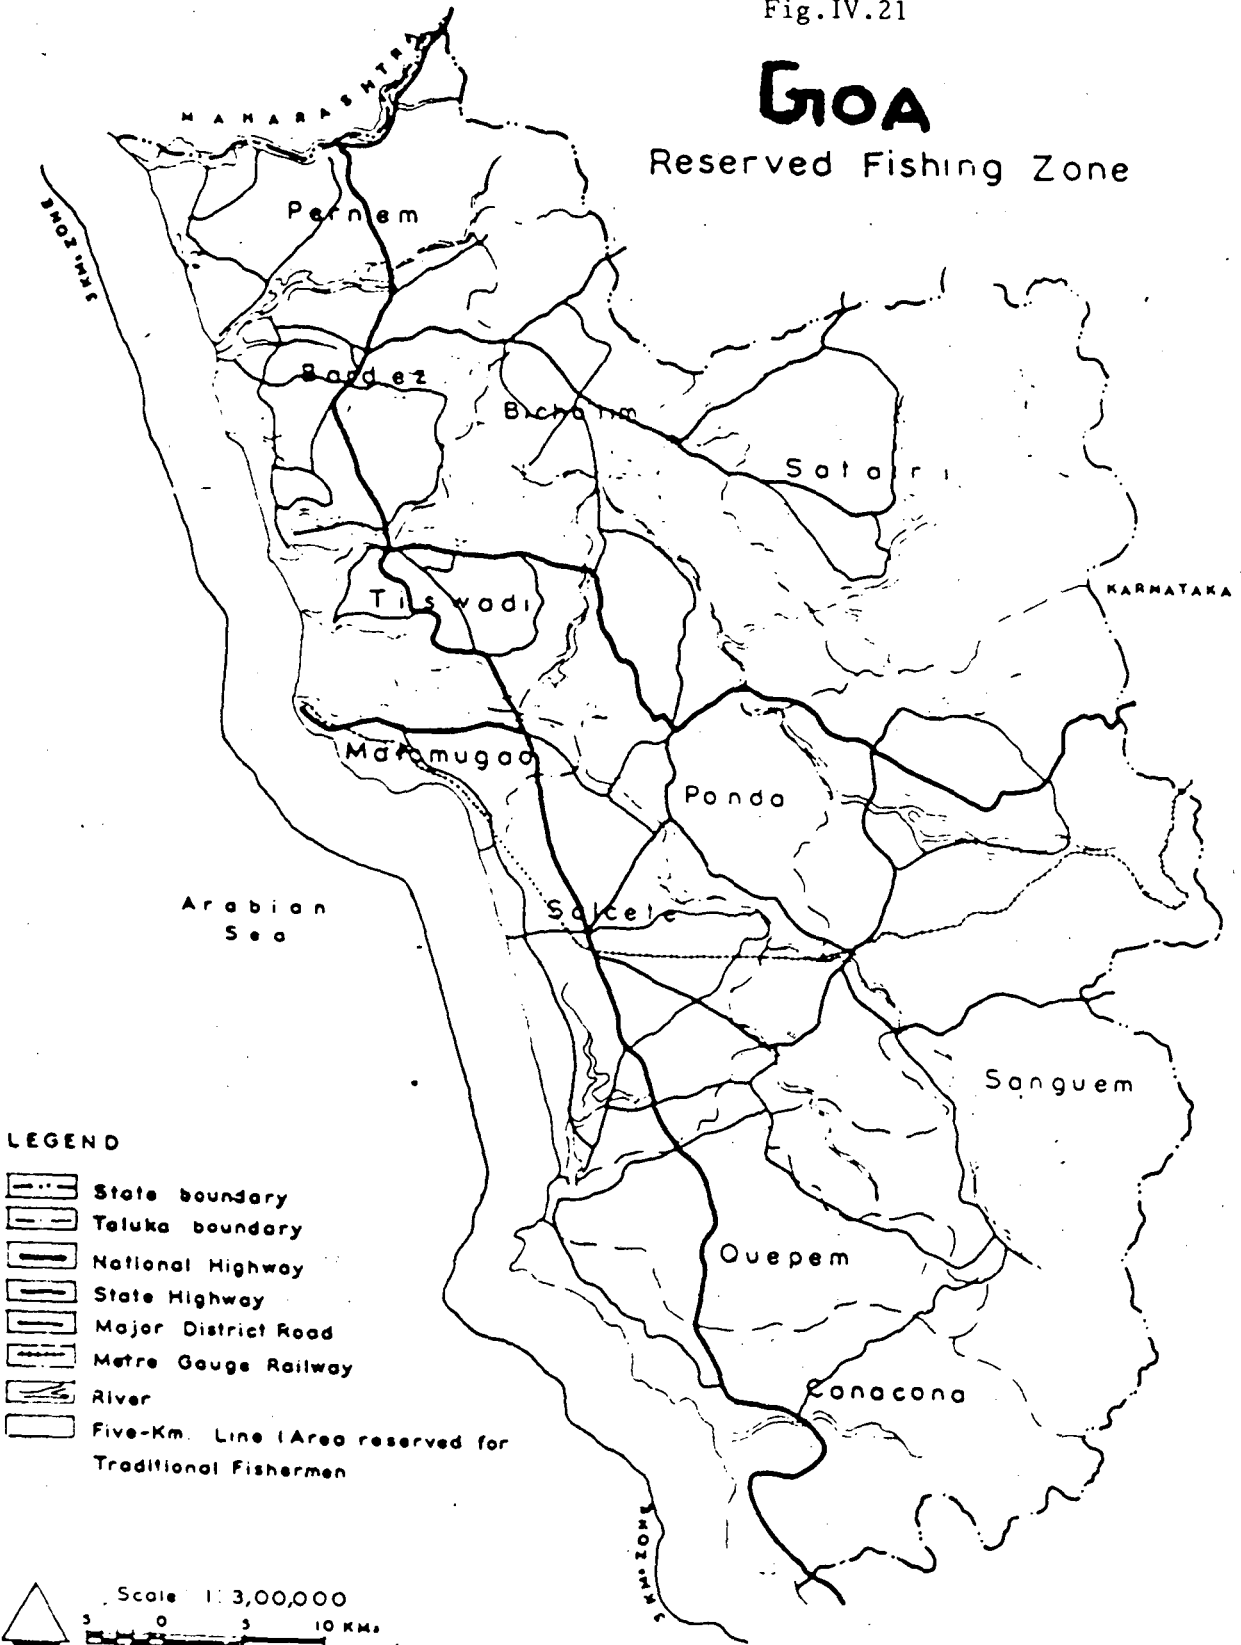 Fig.IV.21
GOA
Reserved Fishing Zone
MAHARASHTRA
5 KMS ZONE
Pernem
Bardez
Bicholim
Satari
KARNATAKA
Tiswadi
Marmugao
Ponda
Arabian
Sea
Salcete
Sanguem
LEGEND
State boundary
Taluka boundary
National Highway
State Highway
Major District Road
Metre Gauge Railway
River
Five-Km. Line (Area reserved for
Traditional Fishermen
Quepem
Canacona
5 KMS ZONE
Scale 1:3,00,000
5 0 5 10 KMs